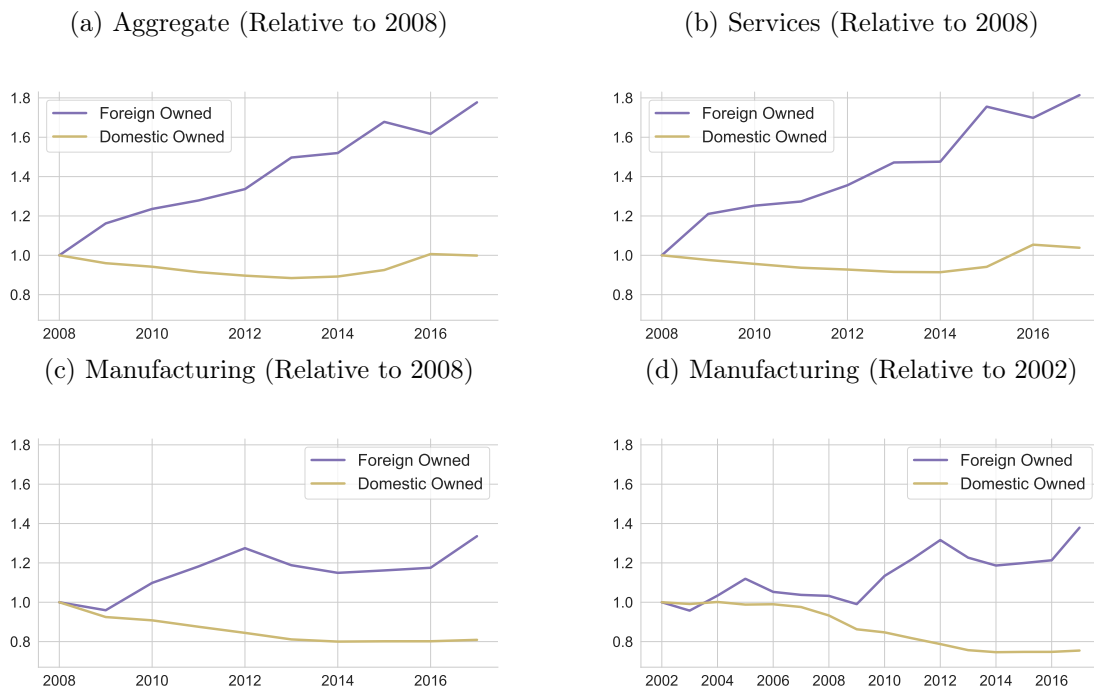 (a) Aggregate (Relative to 2008)
1.8
1.6
1.4
1.2
1.0
0.8
Foreign Owned
Domestic Owned
2008 2010 2012 2014 2016
(b) Services (Relative to 2008)
1.8
1.6
1.4
1.2
1.0
0.8
Foreign Owned
Domestic Owned
2008 2010 2012 2014 2016
(c) Manufacturing (Relative to 2008)
1.8
1.6
1.4
1.2
1.0
0.8
Foreign Owned
Domestic Owned
2008 2010 2012 2014 2016
(d) Manufacturing (Relative to 2002)
1.8
1.6
1.4
1.2
1.0
0.8
Foreign Owned
Domestic Owned
2002 2004 2006 2008 2010 2012 2014 2016